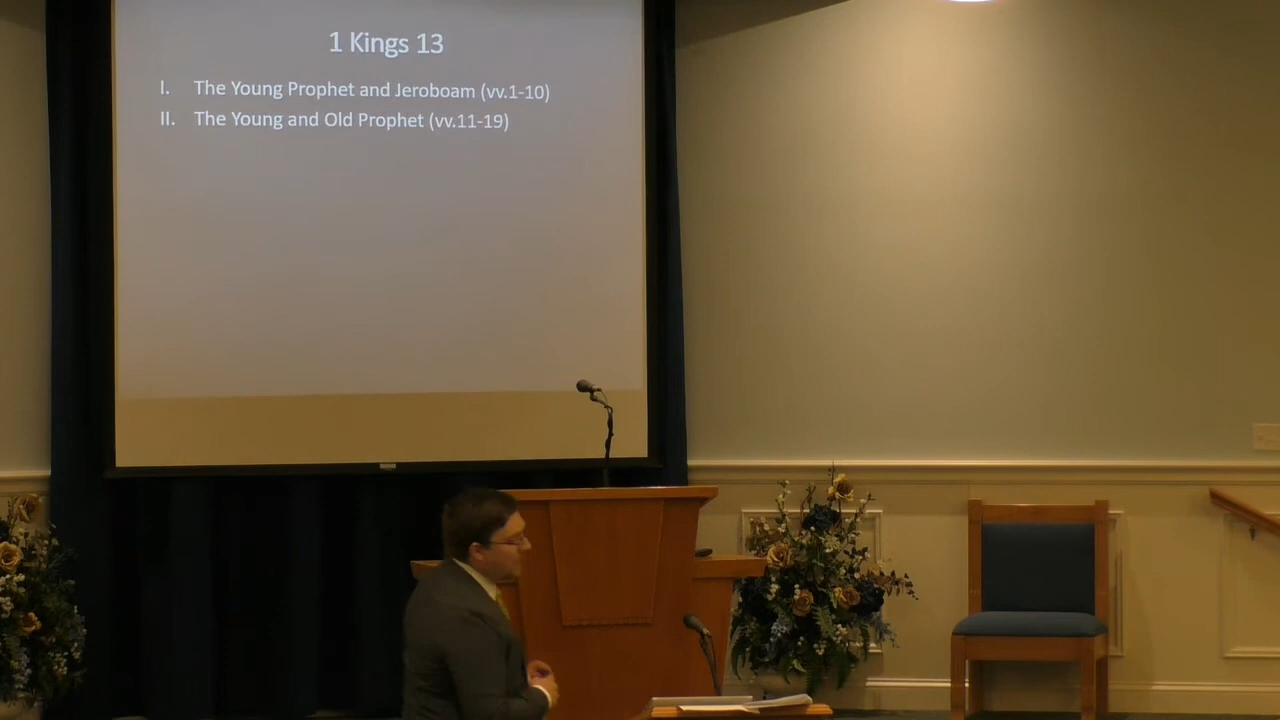 1 Kings 13
I. The Young Prophet and Jeroboam (vv.1-10)
II. The Young and Old Prophet (vv.11-19)